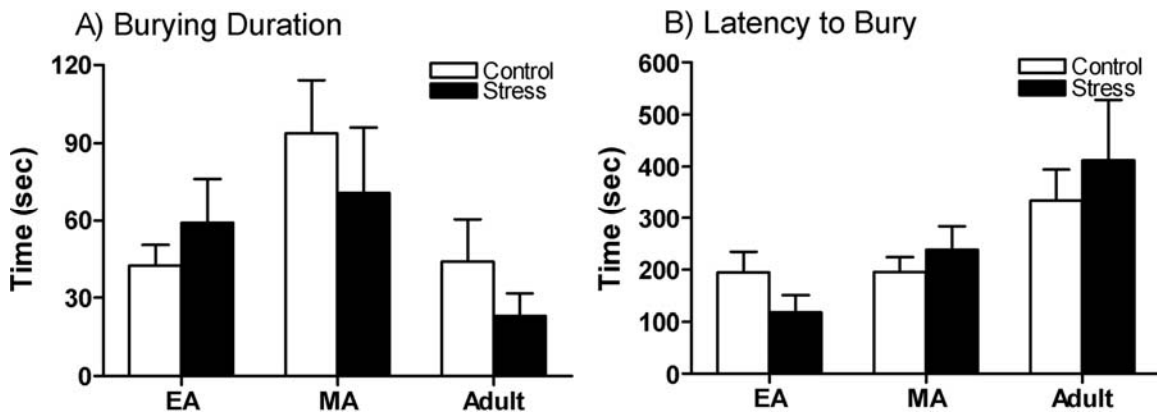 A) Burying Duration
Control
Stress
120
90
60
30
0
Time (sec)
EA MA Adult
B) Latency to Bury
Control
Stress
600
500
400
300
200
100
0
Time (sec)
EA MA Adult